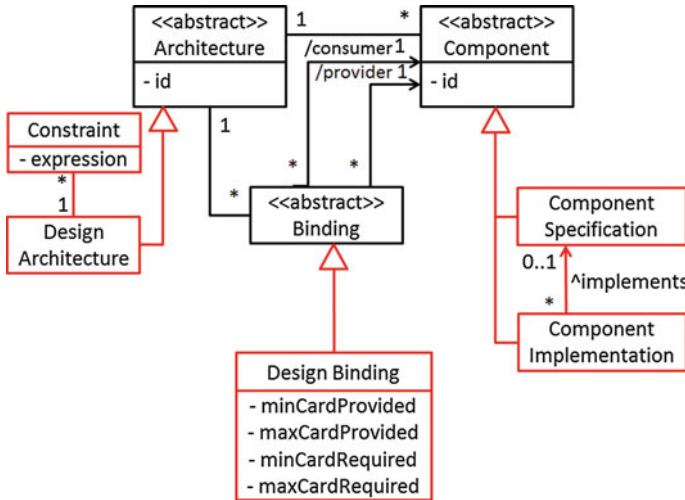 <<abstract>>
Architecture
- id
1
*
<<abstract>>
Component
- id
/consumer 1
/provider 1
Constraint
- expression
*
1
Design
Architecture
1
*
*
*
<<abstract>>
Binding
Component
Specification
0..1
^implements
*
Component
Implementation
Design Binding
- minCardProvided
- maxCardProvided
- minCardRequired
- maxCardRequired